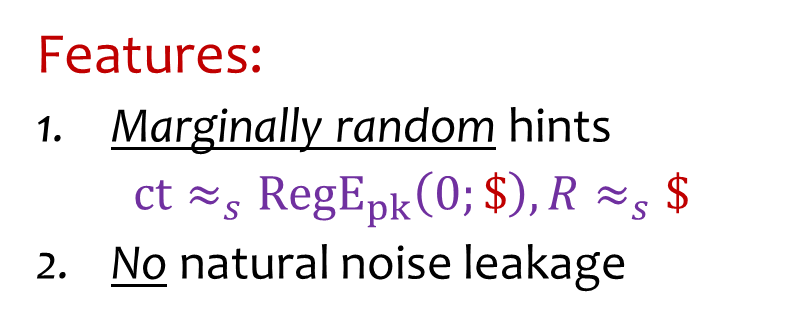 Features:
1. Marginally random hints
ct ≈ₛ RegE_pk(0; $), R ≈ₛ $
2. No natural noise leakage